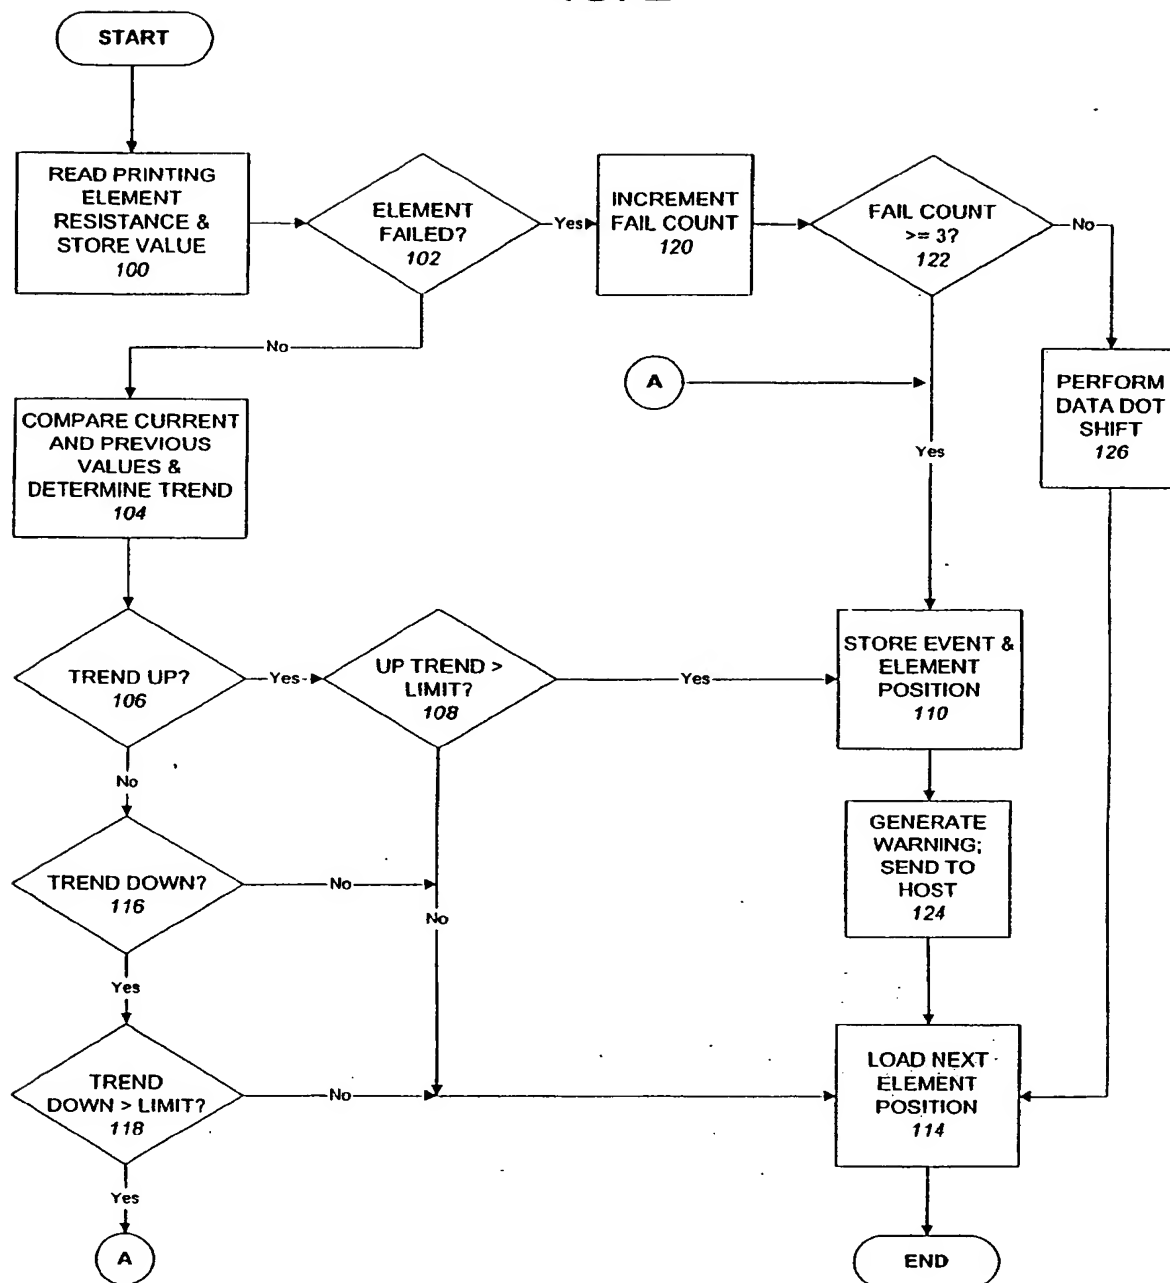 START
READ PRINTING
ELEMENT
RESISTANCE &
STORE VALUE
100
ELEMENT
FAILED?
102
Yes
INCREMENT
FAIL COUNT
120
FAIL COUNT
>= 3?
122
No
No
A
PERFORM
DATA DOT
SHIFT
126
COMPARE CURRENT
AND PREVIOUS
VALUES &
DETERMINE TREND
104
Yes
TREND UP?
106
Yes
UP TREND >
LIMIT?
108
Yes
STORE EVENT &
ELEMENT
POSITION
110
No
GENERATE
WARNING;
SEND TO
HOST
124
TREND DOWN?
116
No
No
Yes
TREND
DOWN > LIMIT?
118
No
LOAD NEXT
ELEMENT
POSITION
114
Yes
A
END